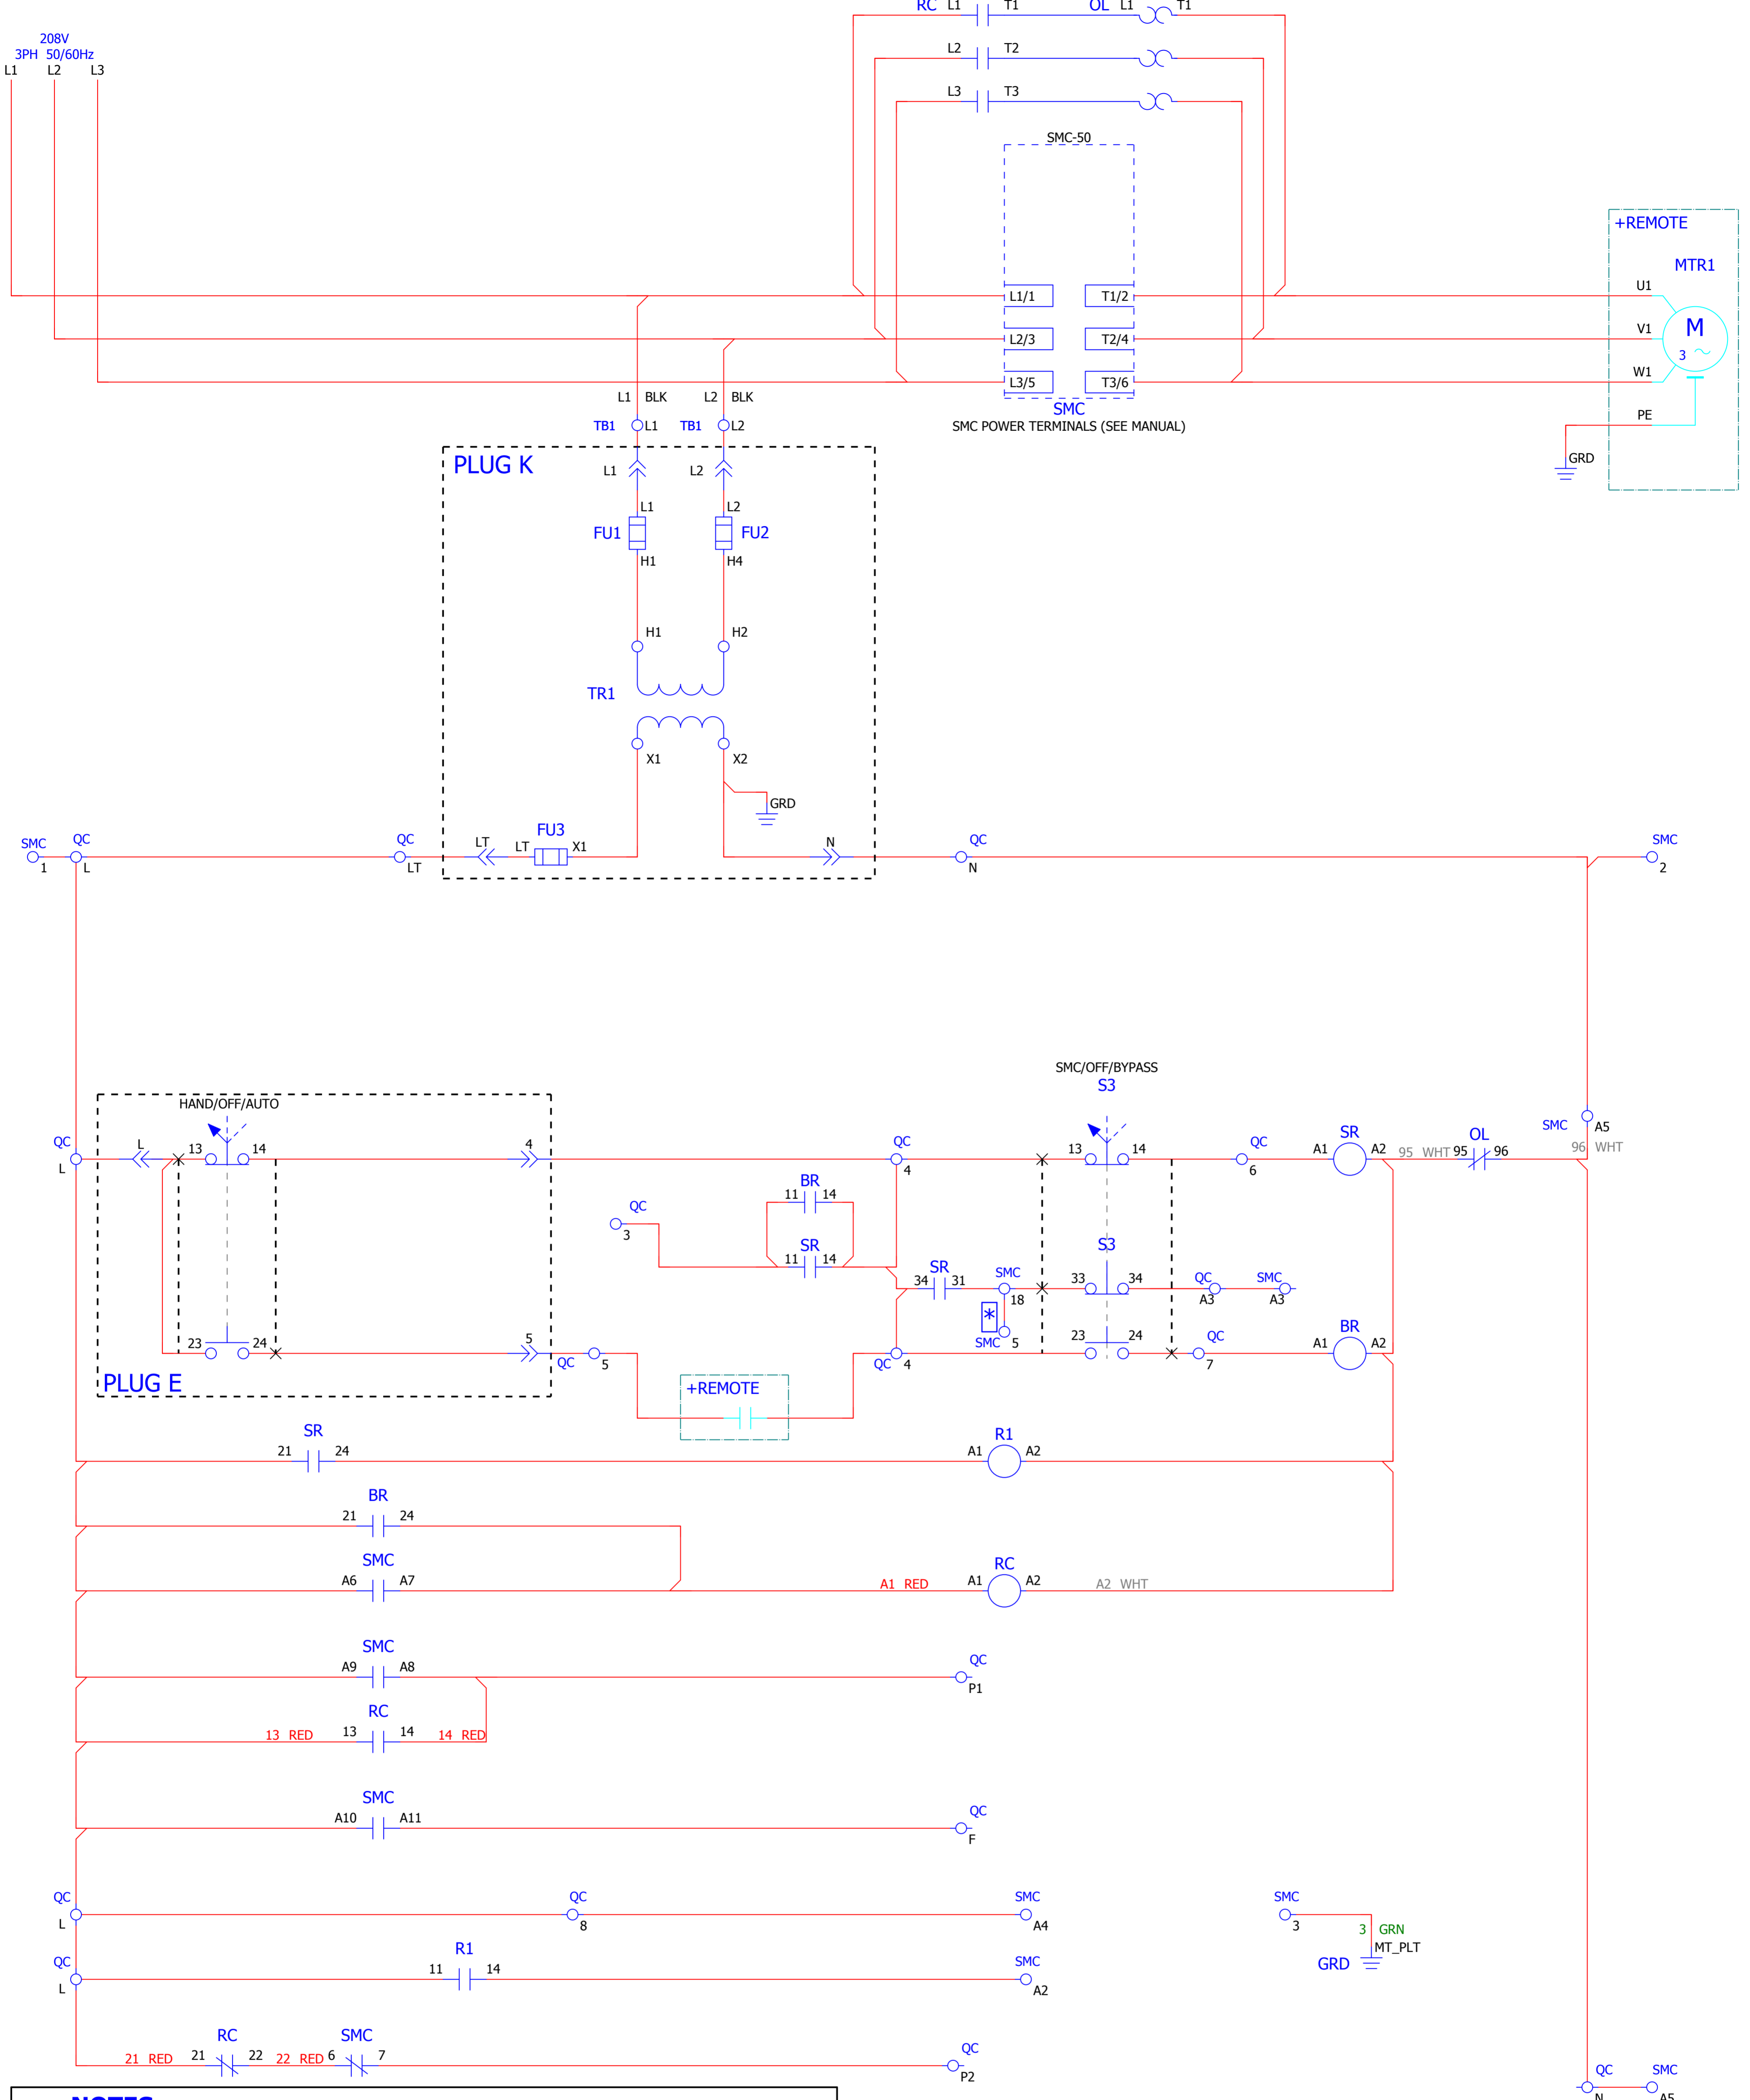 RC L1 T1 OL L1 T1
208V
3PH 50/60Hz
L1 L2 L3
L2 T2
L3 T3
SMC-50
+REMOTE
MTR1
L1/1 T1/2 U1
L2/3 T2/4 V1 M
3
L3/5 T3/6 W1
L1 BLK L2 BLK
SMC
PE
TB1 L1 TB1 L2
SMC POWER TERMINALS (SEE MANUAL)
GRD
PLUG K
L1 L2
L1 L2
FU1 FU2
H1 H4
H1 H2
TR1
X1 X2
GRD
SMC QC QC FU3 QC SMC
LT LT X1 N
1 L LT N 2
SMC/OFF/BYPASS
S3
HAND/OFF/AUTO
SMC A5
QC L 13 14 4 QC 13 14 QC SR OL
A1 A2 95 WHT 95 96 96 WHT
L 4 6
BR
11 14
QC
3
SR
11 14
S3
SR
34 31 SMC 33 34 QC SMC
18 A3 A3
*
SMC 5
23 24 5 23 24 QC BR
A1 A2
QC 5 QC 4 7
PLUG E
+REMOTE
SR R1
21 24 A1 A2
BR
21 24
SMC RC
A6 A7 A1 RED A1 A2 A2 WHT
SMC
A9 A8 QC
P1
RC
13 RED 13 14 14 RED
SMC
A10 A11 QC
F
QC QC SMC SMC
L 8 A4 3
3 GRN
MT_PLT
GRD
QC R1 SMC
11 14
L A2
RC SMC
21 RED 21 22 22 RED 6 7 QC
P2
QC SMC
N A5
NOTES